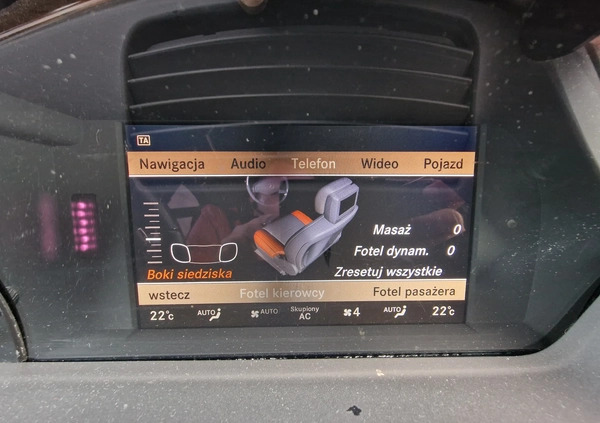 TA
Nawigacja Audio Telefon Wideo Pojazd
Masaż 0
Fotel dynam. 0
Boki siedziska Zresetuj wszystkie
wstecz Fotel kierowcy Fotel pasażera
22°C AUTO AUTO Skupiony AC 4 AUTO 22°C